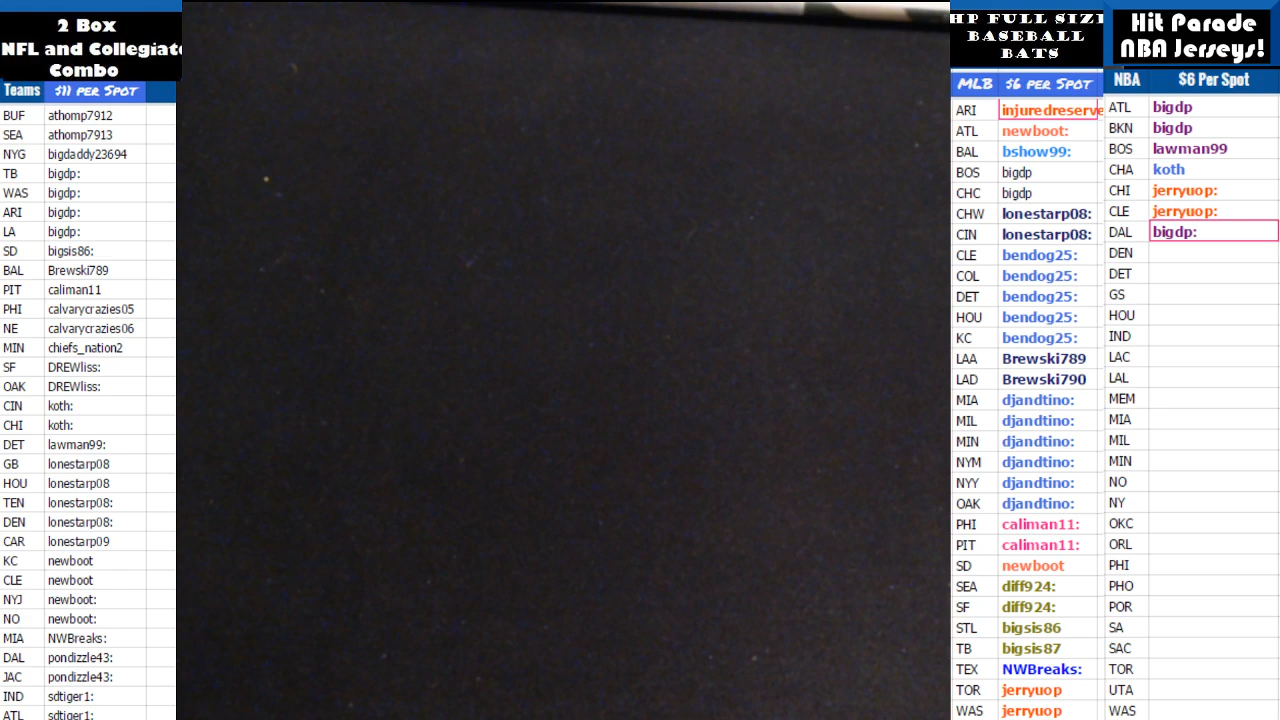 2 Box
NFL and Collegiate
Combo
Teams $11 per Spot
BUF athomp7912
SEA athomp7913
NYG bigdaddy23694
TB bigdp:
WAS bigdp:
ARI bigdp:
LA bigdp:
SD bigsis86:
BAL Brewski789
PIT caliman11
PHI calvarycrazies05
NE calvarycrazies06
MIN chiefs_nation2
SF DREWliss:
OAK DREWliss:
CIN koth:
CHI koth:
DET lawman99:
GB lonestarp08
HOU lonestarp08
TEN lonestarp08:
DEN lonestarp08:
CAR lonestarp09
KC newboot
CLE newboot
NYJ newboot:
NO newboot:
MIA NWBreaks:
DAL pondizzle43:
JAC pondizzle43:
IND sdtiger1:
ATL sdtiger1:
HP FULL SIZE
BASEBALL
BATS
MLB $6 per Spot
ARI injuredreserve
ATL newboot:
BAL bshow99:
BOS bigdp
CHC bigdp
CHW lonestarp08:
CIN lonestarp08:
CLE bendog25:
COL bendog25:
DET bendog25:
HOU bendog25:
KC bendog25:
LAA Brewski789
LAD Brewski790
MIA djandtino:
MIL djandtino:
MIN djandtino:
NYM djandtino:
NYY djandtino:
OAK djandtino:
PHI caliman11:
PIT caliman11:
SD newboot
SEA diff924:
SF diff924:
STL bigsis86
TB bigsis87
TEX NWBreaks:
TOR jerryuop
WAS jerryuop
Hit Parade
NBA Jerseys!
NBA $6 Per Spot
ATL bigdp
BKN bigdp
BOS lawman99
CHA koth
CHI jerryuop:
CLE jerryuop:
DAL bigdp:
DEN
DET
GS
HOU
IND
LAC
LAL
MEM
MIA
MIL
MIN
NO
NY
OKC
ORL
PHI
PHO
POR
SA
SAC
TOR
UTA
WAS